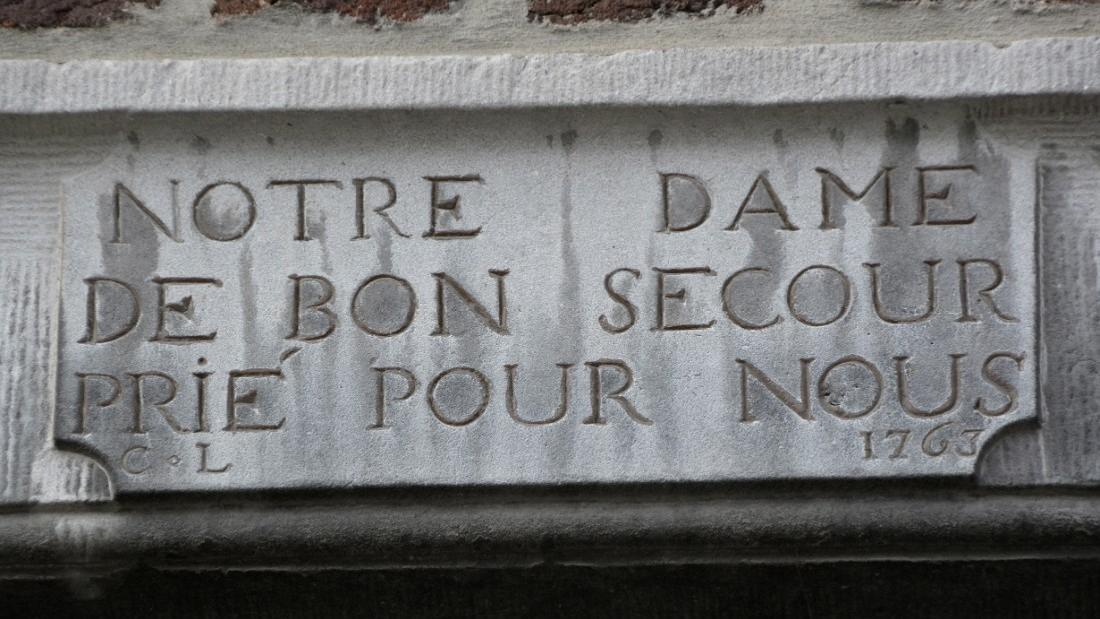 NOTRE DAME
DE BON SECOUR
PRiÉ POUR NOUS
C. L 1763